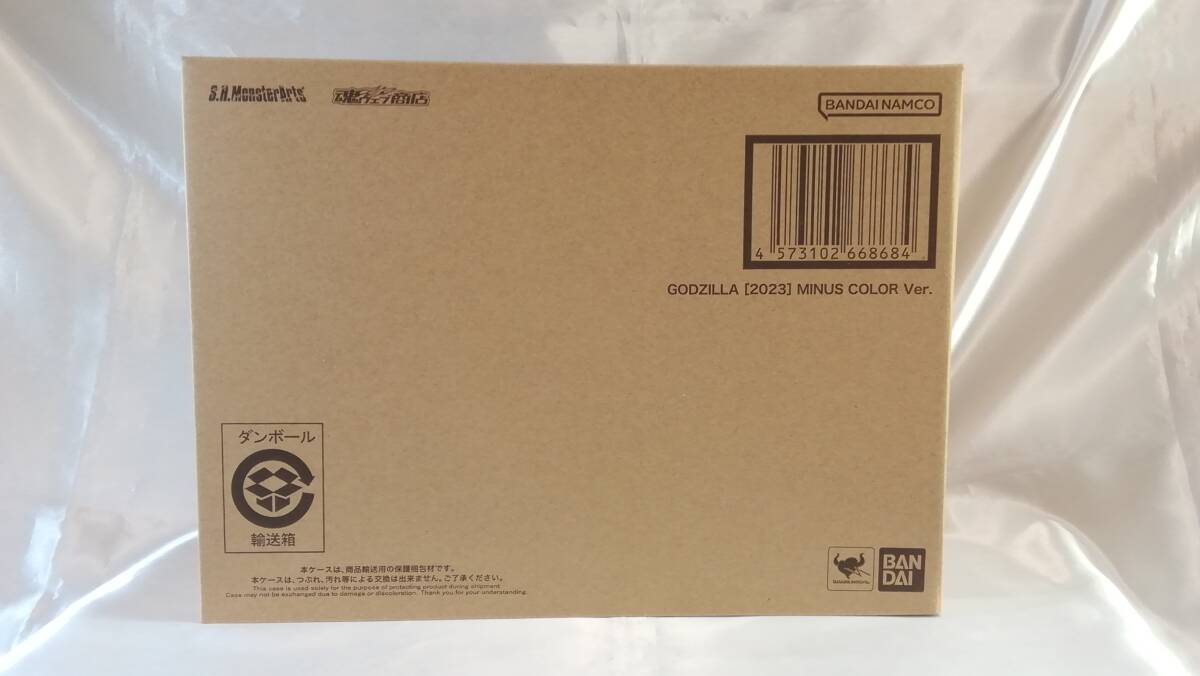 S.H.MonsterArts
魂ウェブ商店
BANDAI NAMCO
4 573102 668684
GODZILLA [2023] MINUS COLOR Ver.
ダンボール
輸送箱
本ケースは、商品輸送用の保護梱包材です。
本ケースは、つぶれ、汚れ等による交換は出来ません。ご了承ください。
This case is used solely for the purpose of protecting product during shipment.
Case may not be exchanged due to damage or discoloration. Thank you for your understanding.
BAN
DAI